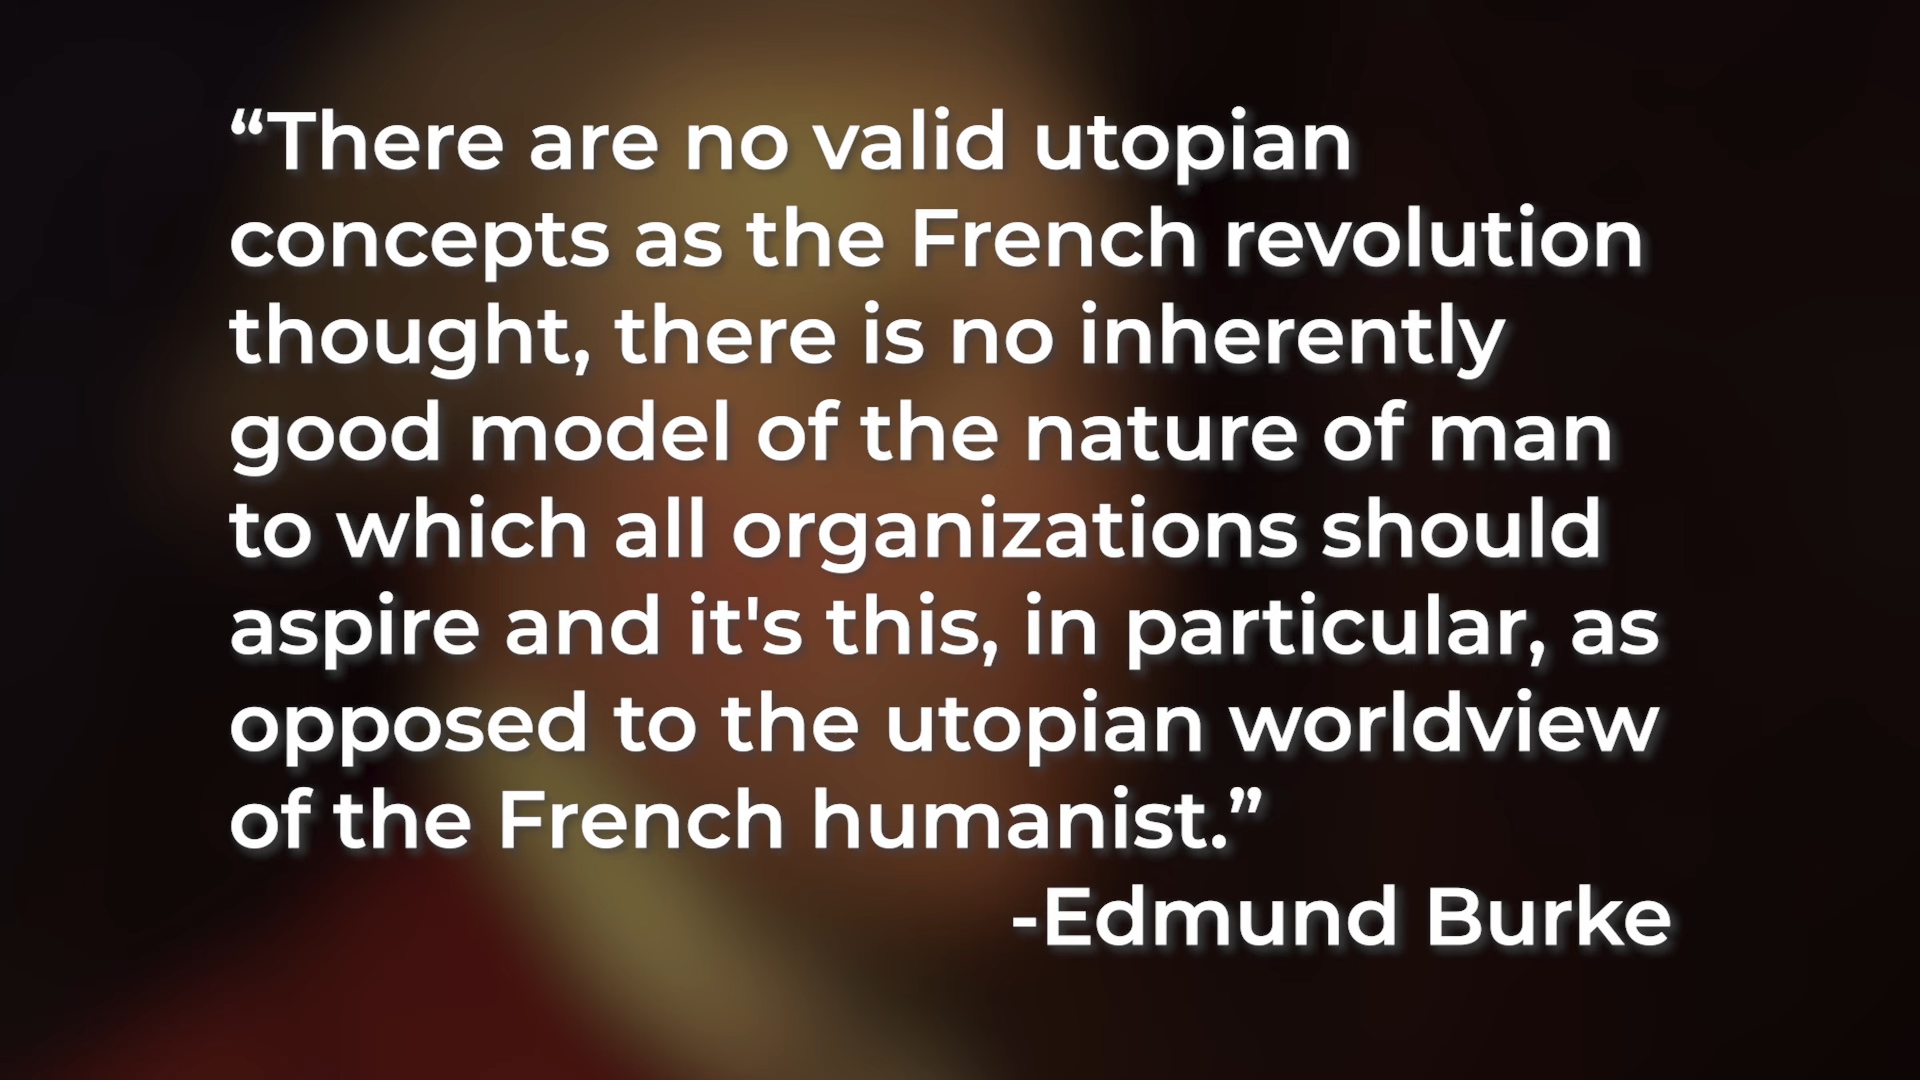 “There are no valid utopian
concepts as the French revolution
thought, there is no inherently
good model of the nature of man
to which all organizations should
aspire and it's this, in particular, as
opposed to the utopian worldview
of the French humanist.”
-Edmund Burke